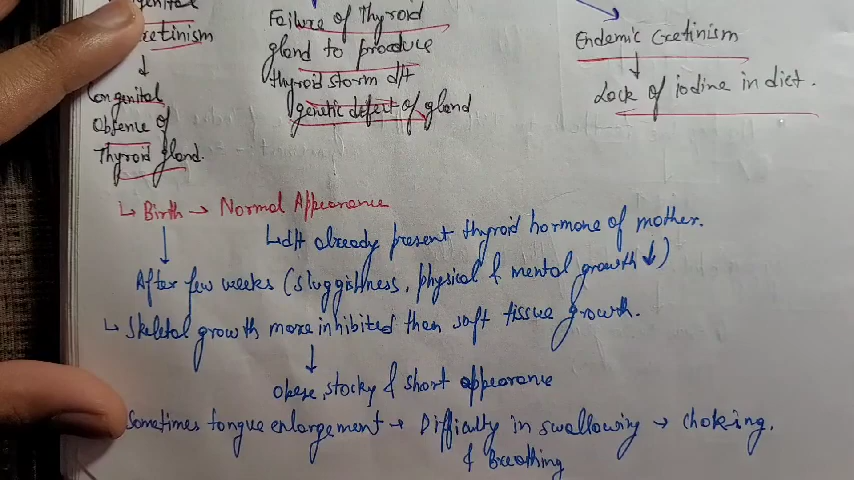 Cretinism
Congenital
Absence of
Thyroid gland.
Failure of Thyroid
gland to produce
thyroid storm d/t
genetic defect of gland
Endemic Cretinism
Lack of iodine in diet.
↳ Birth → Normal Appearance
↳ d/t already present thyroid hormone of mother.
After few weeks (sluggishness, physical & mental growth ↓)
↳ Skeletal growth more inhibited than soft tissue growth.
obese, stocky & short appearance
Sometimes tongue enlargement → Difficulty in swallowing → choking.
& Breathing